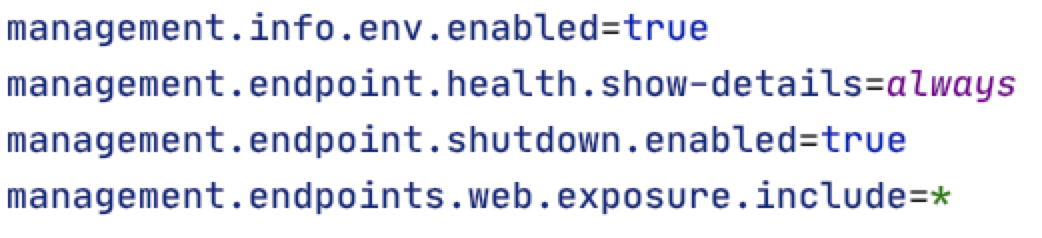 management.info.env.enabled=true
management.endpoint.health.show-details=always
management.endpoint.shutdown.enabled=true
management.endpoints.web.exposure.include=*